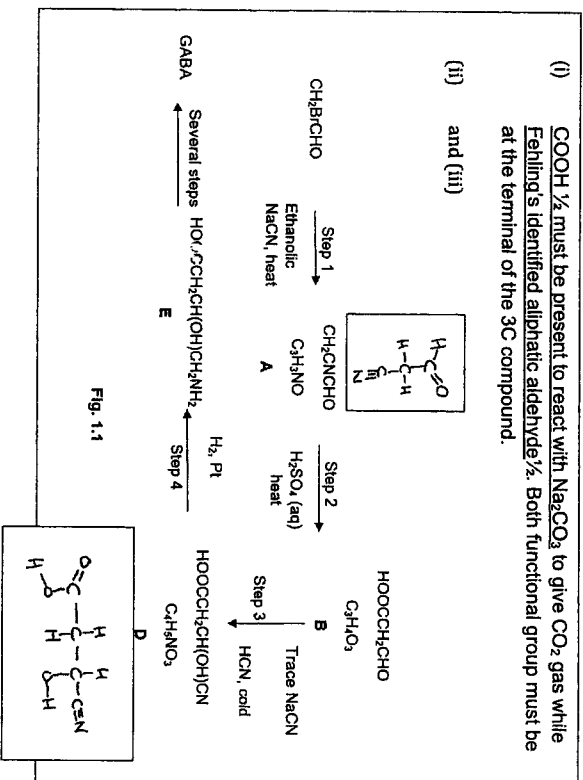 (i) COOH ½ must be present to react with Na₂CO₃ to give CO₂ gas while
Fehling's identified aliphatic aldehyde½. Both functional group must be
at the terminal of the 3C compound.
(ii) and (iii)
H
C=O
H-C-H
C≡N
CH₂BrCHO
Step 1
Ethanolic
NaCN, heat
CH₂CNCHO
C₃H₃NO
A
Step 2
H₂SO₄ (aq)
heat
HOOCCH₂CHO
C₃H₄O₃
B
Step 3
Trace NaCN
HCN, cold
GABA
Several steps
CH₂CH(OH)CH₂NH₂
E
H₂, Pt
Step 4
HOOCCH₂CH(OH)CN
C₄H₅NO₃
D
Fig. 1.1
H H
O=C-C-C-C≡N
O H O
H H